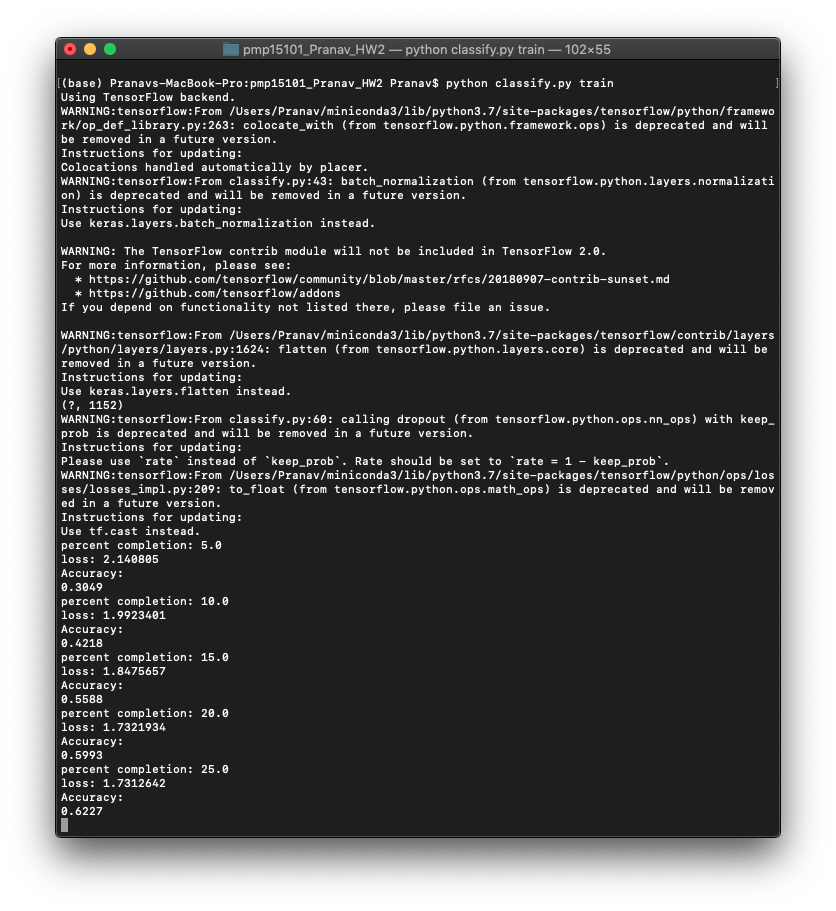 pmp15101_Pranav_HW2 — python classify.py train — 102×55
[(base) Pranavs-MacBook-Pro:pmp15101_Pranav_HW2 Pranav$ python classify.py train ]
Using TensorFlow backend.
WARNING:tensorflow:From /Users/Pranav/miniconda3/lib/python3.7/site-packages/tensorflow/python/framewo
rk/op_def_library.py:263: colocate_with (from tensorflow.python.framework.ops) is deprecated and will
be removed in a future version.
Instructions for updating:
Colocations handled automatically by placer.
WARNING:tensorflow:From classify.py:43: batch_normalization (from tensorflow.python.layers.normalizati
on) is deprecated and will be removed in a future version.
Instructions for updating:
Use keras.layers.batch_normalization instead.
WARNING: The TensorFlow contrib module will not be included in TensorFlow 2.0.
For more information, please see:
* https://github.com/tensorflow/community/blob/master/rfcs/20180907-contrib-sunset.md
* https://github.com/tensorflow/addons
If you depend on functionality not listed there, please file an issue.
WARNING:tensorflow:From /Users/Pranav/miniconda3/lib/python3.7/site-packages/tensorflow/contrib/layers
/python/layers/layers.py:1624: flatten (from tensorflow.python.layers.core) is deprecated and will be
removed in a future version.
Instructions for updating:
Use keras.layers.flatten instead.
(?, 1152)
WARNING:tensorflow:From classify.py:60: calling dropout (from tensorflow.python.ops.nn_ops) with keep_
prob is deprecated and will be removed in a future version.
Instructions for updating:
Please use `rate` instead of `keep_prob`. Rate should be set to `rate = 1 - keep_prob`.
WARNING:tensorflow:From /Users/Pranav/miniconda3/lib/python3.7/site-packages/tensorflow/python/ops/los
ses/losses_impl.py:209: to_float (from tensorflow.python.ops.math_ops) is deprecated and will be remov
ed in a future version.
Instructions for updating:
Use tf.cast instead.
percent completion: 5.0
loss: 2.140805
Accuracy:
0.3049
percent completion: 10.0
loss: 1.9923401
Accuracy:
0.4218
percent completion: 15.0
loss: 1.8475657
Accuracy:
0.5588
percent completion: 20.0
loss: 1.7321934
Accuracy:
0.5993
percent completion: 25.0
loss: 1.7312642
Accuracy:
0.6227